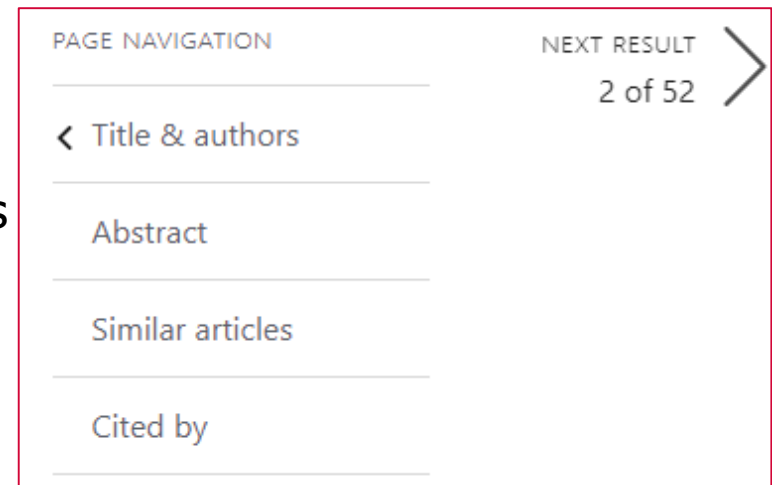 PAGE NAVIGATION
NEXT RESULT
2 of 52
Title & authors
s
Abstract
Similar articles
Cited by